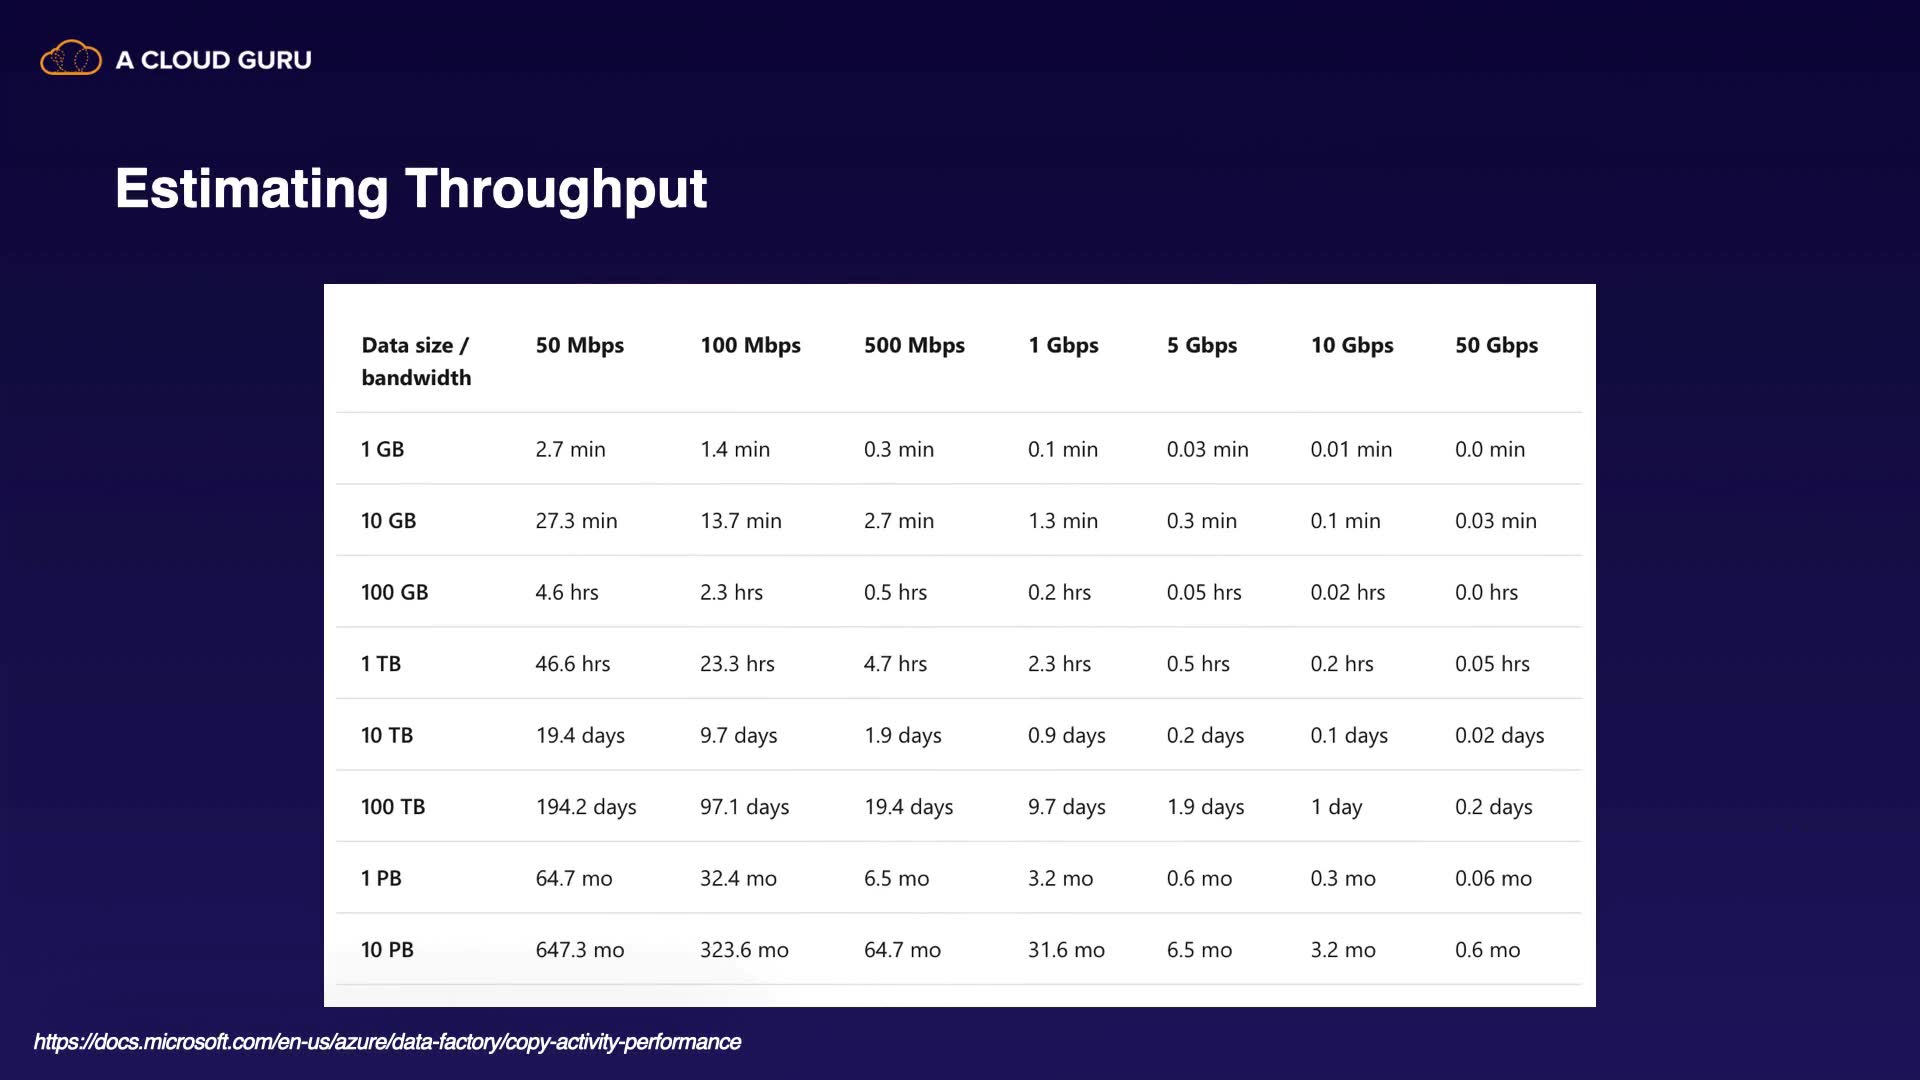 A CLOUD GURU
Estimating Throughput
Data size / bandwidth 50 Mbps 100 Mbps 500 Mbps 1 Gbps 5 Gbps 10 Gbps 50 Gbps
1 GB 2.7 min 1.4 min 0.3 min 0.1 min 0.03 min 0.01 min 0.0 min
10 GB 27.3 min 13.7 min 2.7 min 1.3 min 0.3 min 0.1 min 0.03 min
100 GB 4.6 hrs 2.3 hrs 0.5 hrs 0.2 hrs 0.05 hrs 0.02 hrs 0.0 hrs
1 TB 46.6 hrs 23.3 hrs 4.7 hrs 2.3 hrs 0.5 hrs 0.2 hrs 0.05 hrs
10 TB 19.4 days 9.7 days 1.9 days 0.9 days 0.2 days 0.1 days 0.02 days
100 TB 194.2 days 97.1 days 19.4 days 9.7 days 1.9 days 1 day 0.2 days
1 PB 64.7 mo 32.4 mo 6.5 mo 3.2 mo 0.6 mo 0.3 mo 0.06 mo
10 PB 647.3 mo 323.6 mo 64.7 mo 31.6 mo 6.5 mo 3.2 mo 0.6 mo
https://docs.microsoft.com/en-us/azure/data-factory/copy-activity-performance